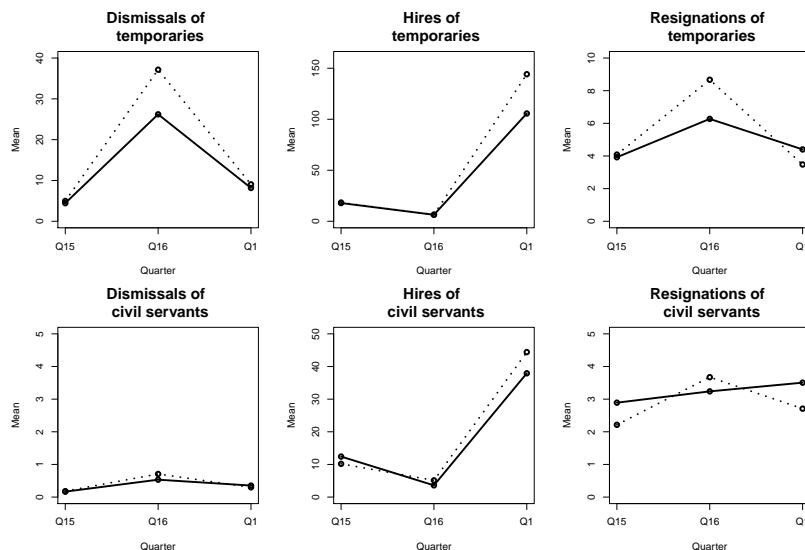 Dismissals of
temporaries
Mean
40
30
20
10
0
Q15 Q16 Q1
Quarter
Hires of
temporaries
Mean
150
100
50
0
Q15 Q16 Q1
Quarter
Resignations of
temporaries
Mean
10
8
6
4
2
0
Q15 Q16 Q1
Quarter
Dismissals of
civil servants
Mean
5
4
3
2
1
0
Q15 Q16 Q1
Quarter
Hires of
civil servants
Mean
50
40
30
20
10
0
Q15 Q16 Q1
Quarter
Resignations of
civil servants
Mean
5
4
3
2
1
0
Q15 Q16 Q1
Quarter